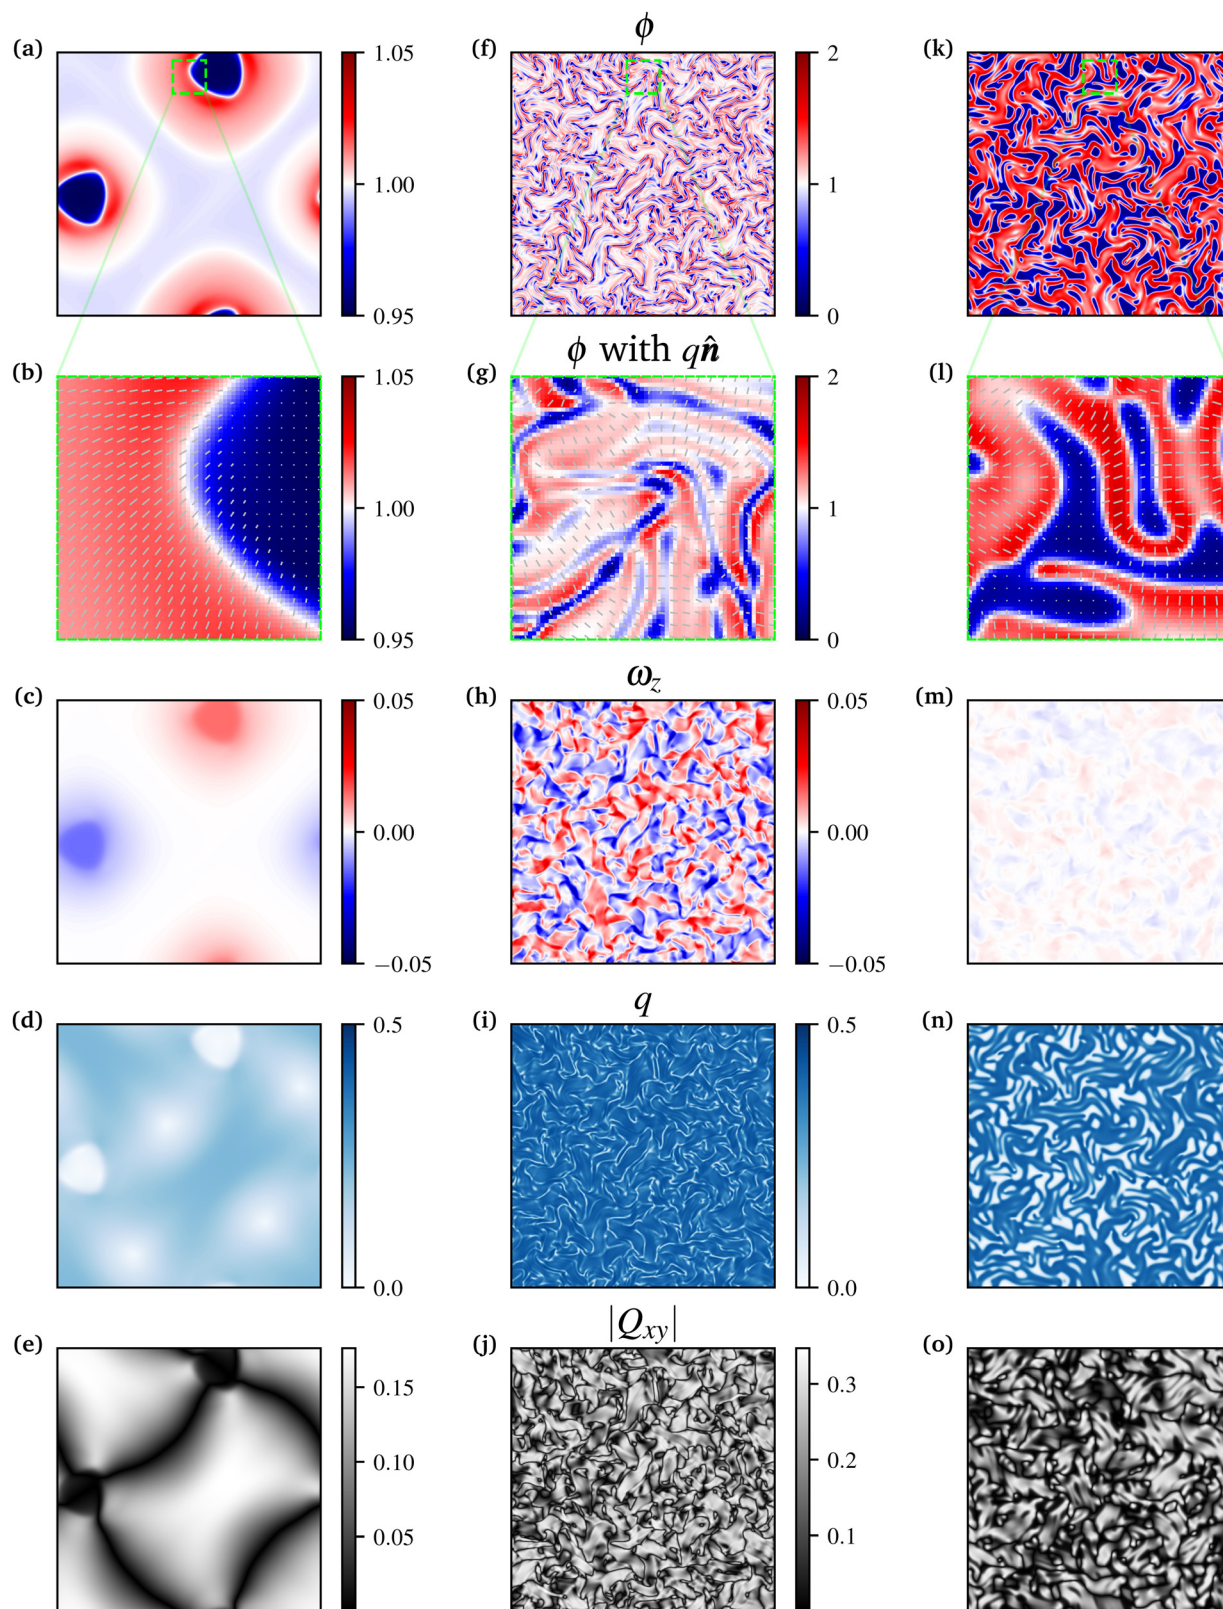 ϕ
(a) 1.05 (f) 2 (k)
1.00 1
0.95 0
ϕ with qn̂
(b) 1.05 (g) 2 (l)
1.00 1
0.95 0
ω_z
(c) 0.05 (h) 0.05 (m)
0.00 0.00
−0.05 −0.05
q
(d) 0.5 (i) 0.5 (n)
0.0 0.0
|Q_xy|
(e) (j) (o)
0.15 0.3
0.10 0.2
0.05 0.1